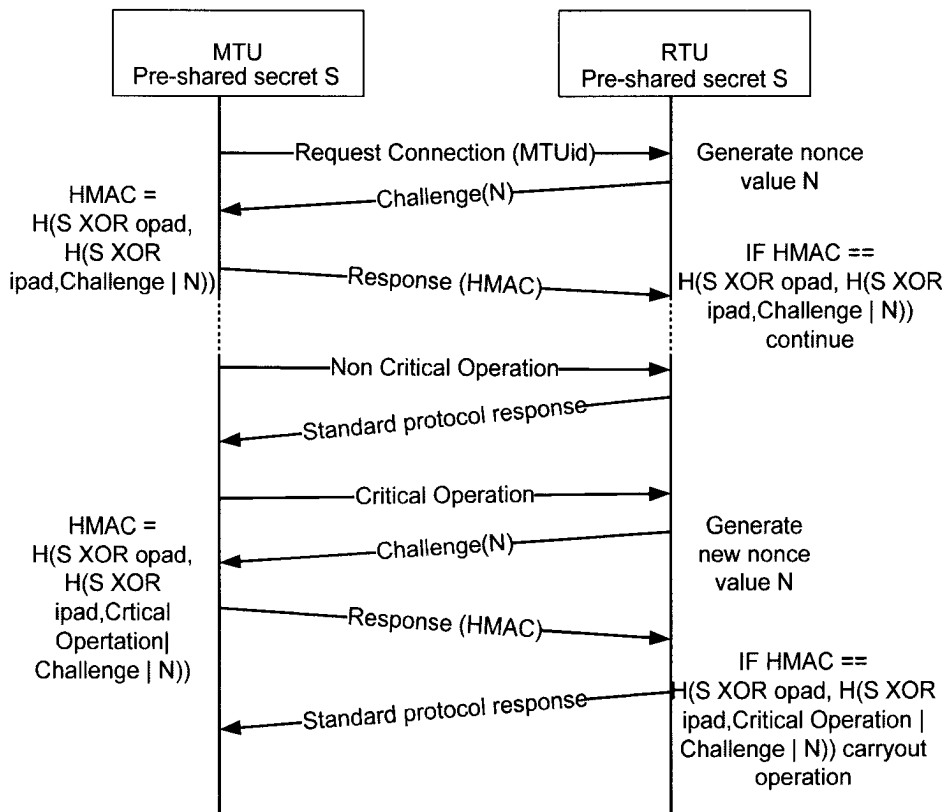 MTU
Pre-shared secret S
RTU
Pre-shared secret S
Request Connection (MTUid)
Generate nonce
value N
Challenge(N)
HMAC =
H(S XOR opad,
H(S XOR
ipad,Challenge | N))
Response (HMAC)
IF HMAC ==
H(S XOR opad, H(S XOR
ipad,Challenge | N))
continue
Non Critical Operation
Standard protocol response
Critical Operation
Generate
new nonce
value N
Challenge(N)
HMAC =
H(S XOR opad,
H(S XOR
ipad,Crtical
Opertation|
Challenge | N))
Response (HMAC)
IF HMAC ==
H(S XOR opad, H(S XOR
ipad,Critical Operation |
Challenge | N)) carryout
operation
Standard protocol response